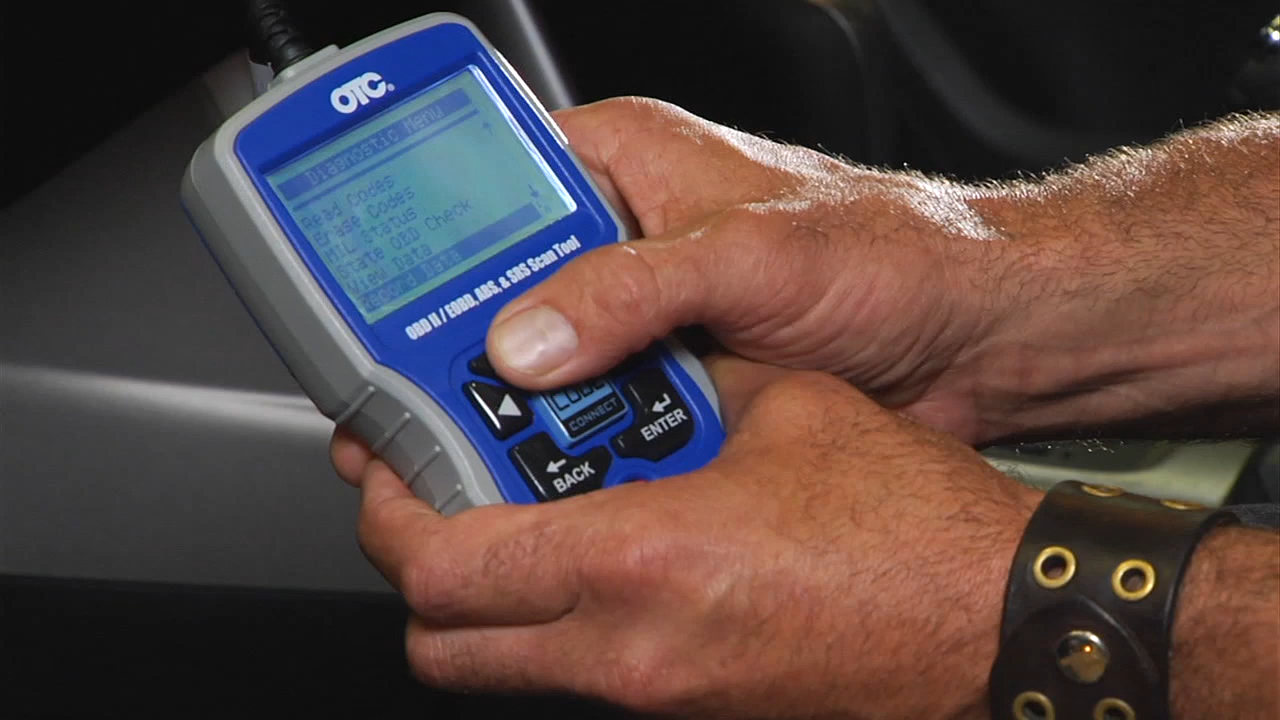 OTC®
Diagnostic Menu
Read Codes
Erase Codes
MIL Status
State OBD Check
View Data
Record Data
OBD II / EOBD, ABS, & SRS Scan Tool
CODE
CONNECT
ENTER
BACK